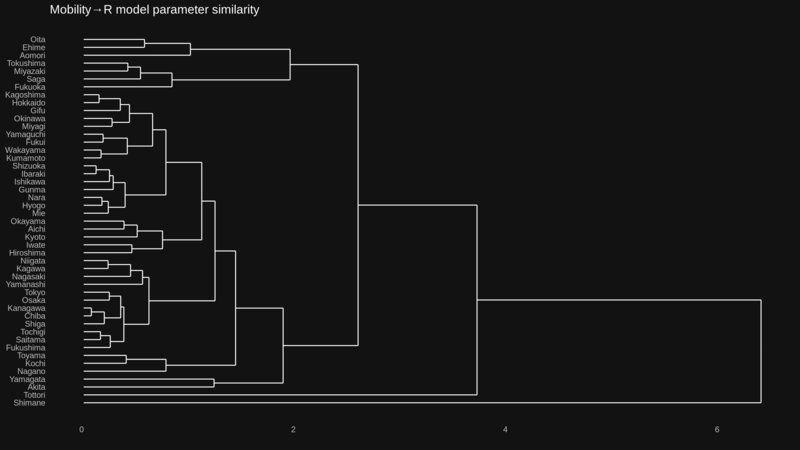 Mobility→R model parameter similarity
Oita
Ehime
Aomori
Tokushima
Miyazaki
Saga
Fukuoka
Kagoshima
Hokkaido
Gifu
Okinawa
Miyagi
Yamaguchi
Fukui
Wakayama
Kumamoto
Shizuoka
Ibaraki
Ishikawa
Gunma
Nara
Hyogo
Mie
Okayama
Aichi
Kyoto
Iwate
Hiroshima
Niigata
Kagawa
Nagasaki
Yamanashi
Tokyo
Osaka
Kanagawa
Chiba
Shiga
Tochigi
Saitama
Fukushima
Toyama
Kochi
Nagano
Yamagata
Akita
Tottori
Shimane
0 2 4 6